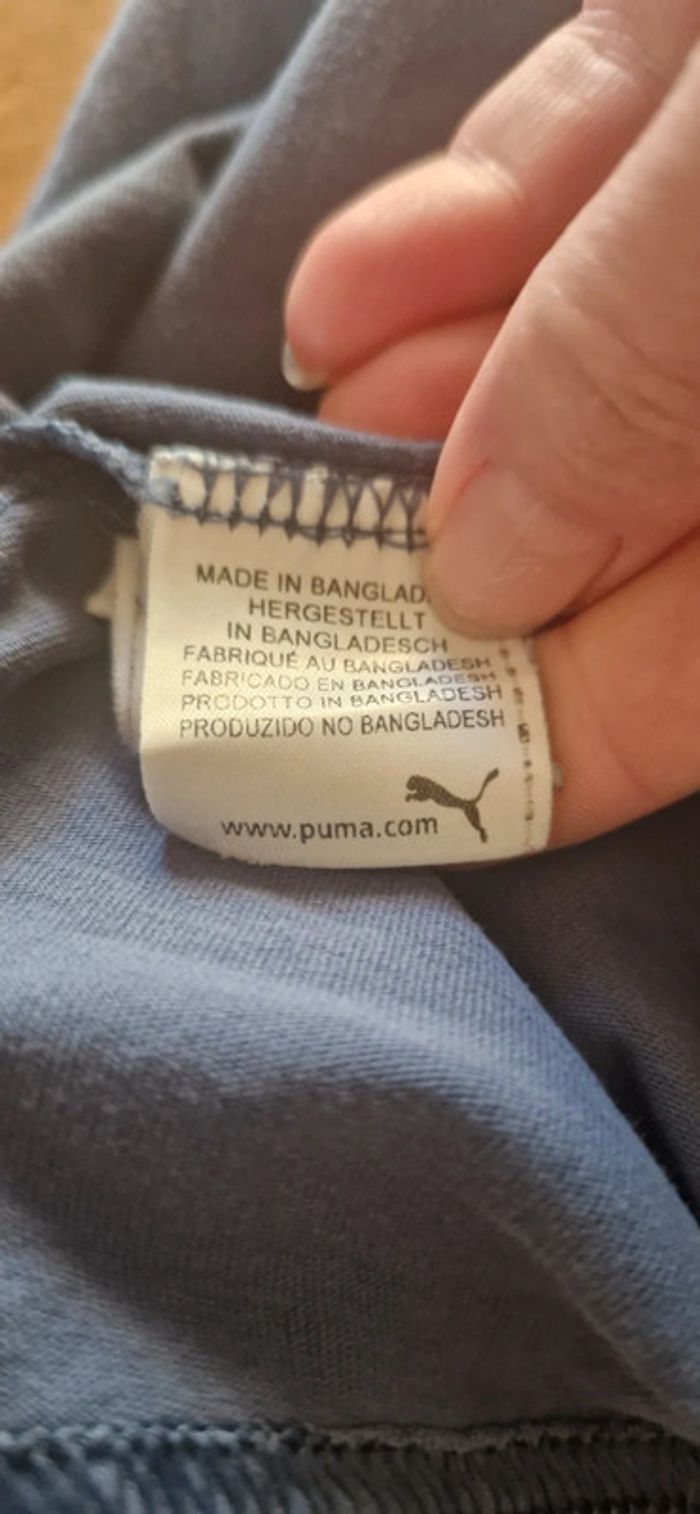 MADE IN BANGLAD
HERGESTELLT
IN BANGLADESCH
FABRIQUÉ AU BANGLADESH
FABRICADO EN BANGLADESH
PRODOTTO IN BANGLADESH
PRODUZIDO NO BANGLADESH
www.puma.com